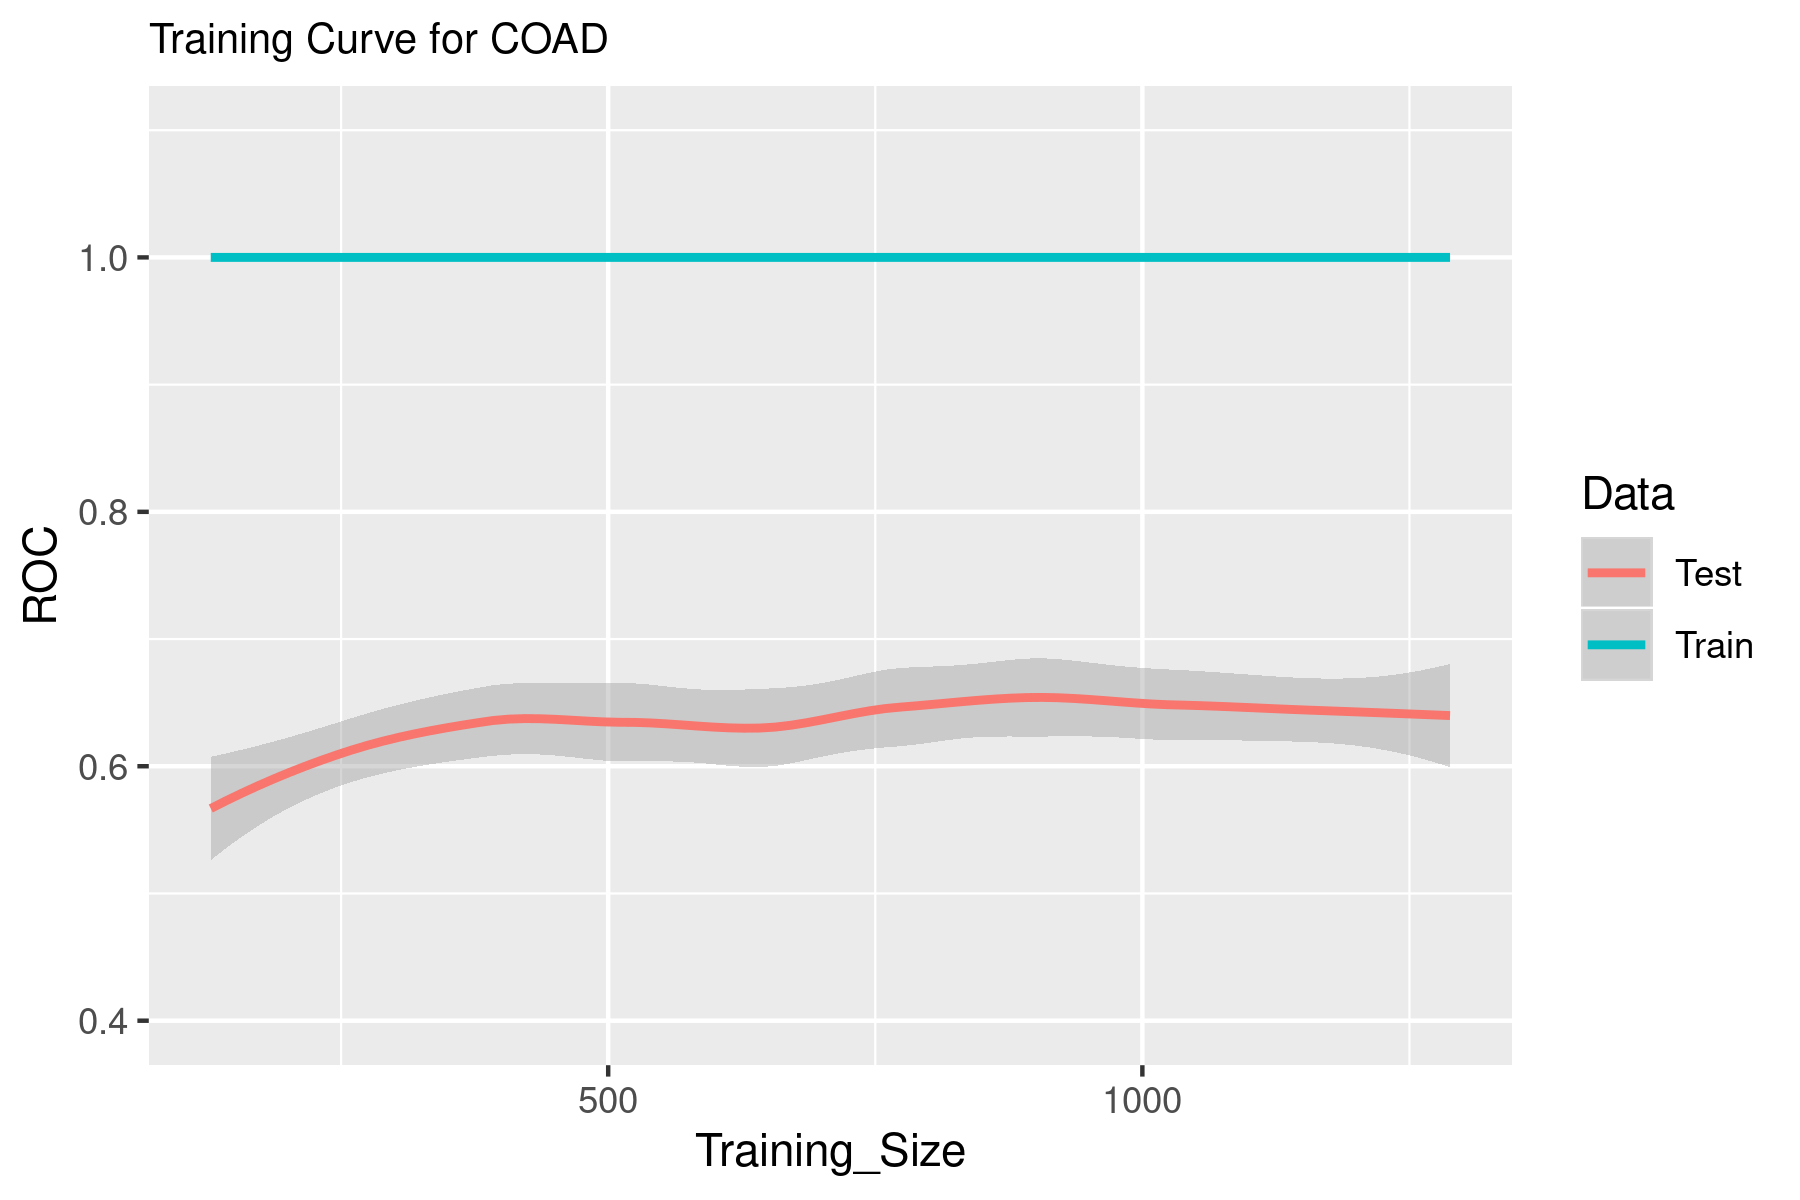 Training Curve for COAD
ROC
1.0
0.8
0.6
0.4
500
1000
Training_Size
Data
Test
Train